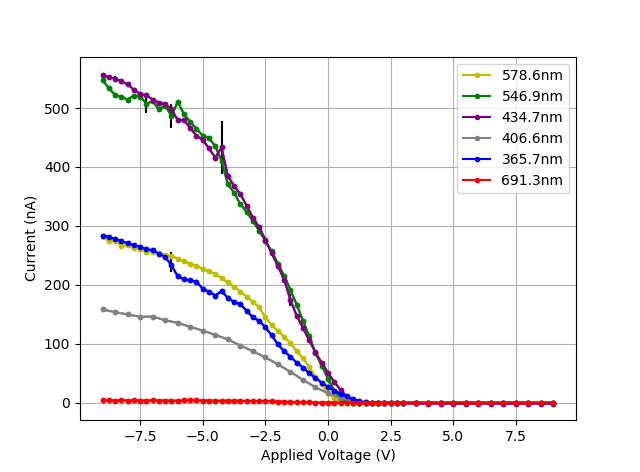 578.6nm
546.9nm
434.7nm
406.6nm
365.7nm
691.3nm
500
400
300
200
100
0
Current (nA)
−7.5 −5.0 −2.5 0.0 2.5 5.0 7.5
Applied Voltage (V)